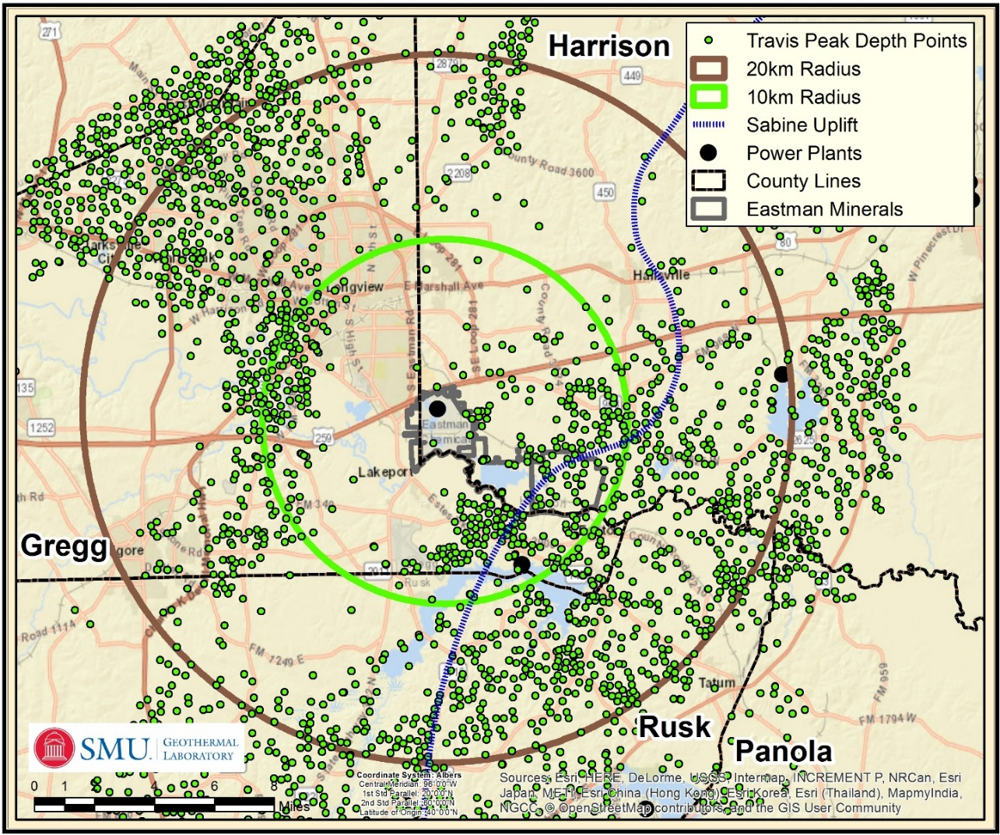 271
Harrison
2879
449
Travis Peak Depth Points
20km Radius
10km Radius
Sabine Uplift
Power Plants
County Lines
Eastman Minerals
2208
County Road 3600
450
80
W Pinecrest Dr
Hallsville
Longview
E Marshall Ave
W Harrison
N
S High St
S Eastman Rd
SE Loop 281
135
1252
259
Eastman
Lakeport
FM 349
Gregg
Rusk
Road 1114
FM 1249 E
Tatum
FM 959
FM 1794 W
Rusk
Panola
SMU. GEOTHERMAL
LABORATORY
0 1 2 4 6 8
Miles
Coordinate System: Albers
Central Meridian: 96°0'0"W
1st Std Parallel: 20°0'0"N
2nd Std Parallel: 60°0'0"N
Latitude of Origin: 40°0'0"N
Sources: Esri, HERE, DeLorme, USGS, Intermap, INCREMENT P, NRCan, Esri
Japan, METI, Esri China (Hong Kong), Esri Korea, Esri (Thailand), MapmyIndia,
NGCC, © OpenStreetMap contributors, and the GIS User Community